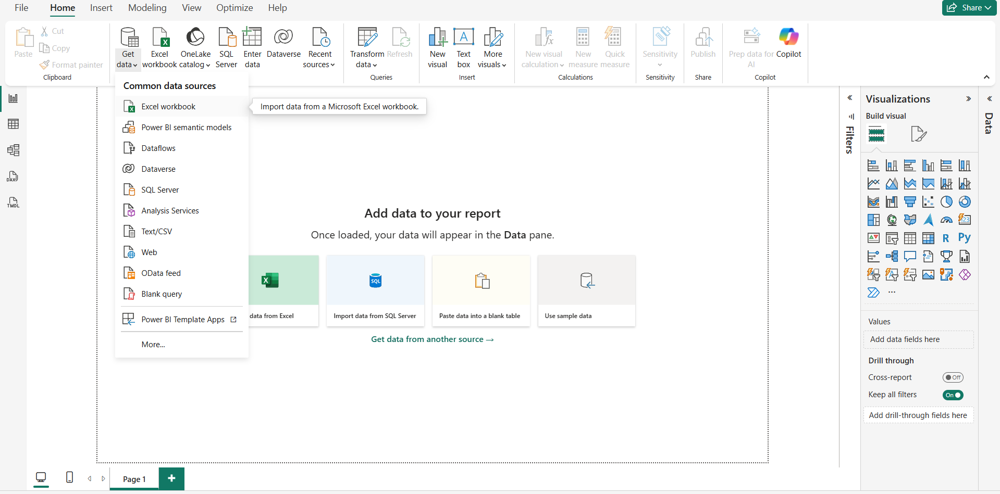 File Home Insert Modeling View Optimize Help
Share
Paste
Cut
Copy
Format painter
Clipboard
Get data
Excel workbook
OneLake catalog
SQL Server
Enter data
Dataverse
Recent sources
Transform data
Refresh
Queries
New visual
Text box
More visuals
Insert
New visual calculation
New measure
Quick measure
Calculations
Sensitivity
Sensitivity
Publish
Share
Prep data for AI
Copilot
Copilot
Common data sources
Excel workbook
Import data from a Microsoft Excel workbook.
Power BI semantic models
Dataflows
Dataverse
SQL Server
Analysis Services
Text/CSV
Web
OData feed
Blank query
Power BI Template Apps
More...
DAX
TMDL
Add data to your report
Once loaded, your data will appear in the Data pane.
SQL
data from Excel
Import data from SQL Server
Paste data into a blank table
Use sample data
Get data from another source →
Filters
Visualizations
Build visual
123
R
Py
...
Values
Add data fields here
Drill through
Cross-report
Off
Keep all filters
On
Add drill-through fields here
Data
Page 1